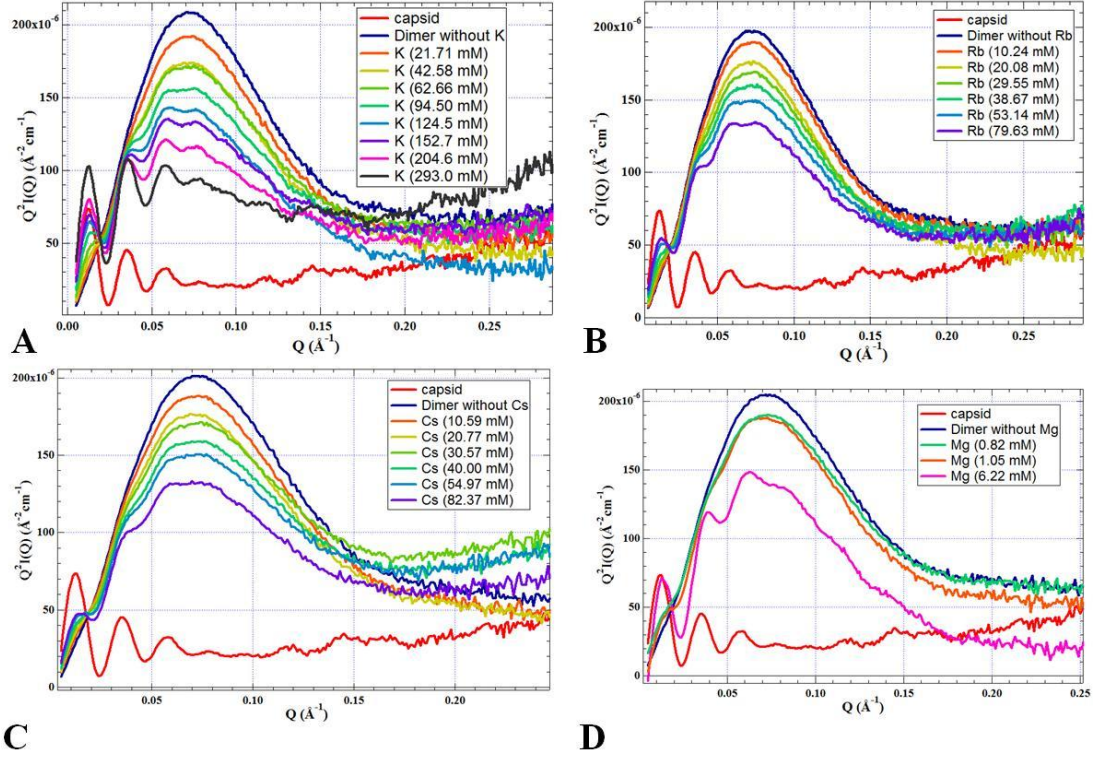 200x10⁻⁶
150
100
50
Q²I(Q) (Å⁻²cm⁻¹)
capsid
Dimer without K
K (21.71 mM)
K (42.58 mM)
K (62.66 mM)
K (94.50 mM)
K (124.5 mM)
K (152.7 mM)
K (204.6 mM)
K (293.0 mM)
0.00 0.05 0.10 0.15 0.20 0.25
Q (Å⁻¹)
A
200x10⁻⁶
150
100
50
0
Q²I(Q) (Å⁻²cm⁻¹)
capsid
Dimer without Rb
Rb (10.24 mM)
Rb (20.08 mM)
Rb (29.55 mM)
Rb (38.67 mM)
Rb (53.14 mM)
Rb (79.63 mM)
0.05 0.10 0.15 0.20 0.25
Q (Å⁻¹)
B
200x10⁻⁶
150
100
50
0
Q²I(Q) (Å⁻²cm⁻¹)
capsid
Dimer without Cs
Cs (10.59 mM)
Cs (20.77 mM)
Cs (30.57 mM)
Cs (40.00 mM)
Cs (54.97 mM)
Cs (82.37 mM)
0.05 0.10 0.15 0.20
Q (Å⁻¹)
C
200x10⁻⁶
150
100
50
0
Q²I(Q) (Å⁻²cm⁻¹)
capsid
Dimer without Mg
Mg (0.82 mM)
Mg (1.05 mM)
Mg (6.22 mM)
0.05 0.10 0.15 0.20 0.25
Q (Å⁻¹)
D